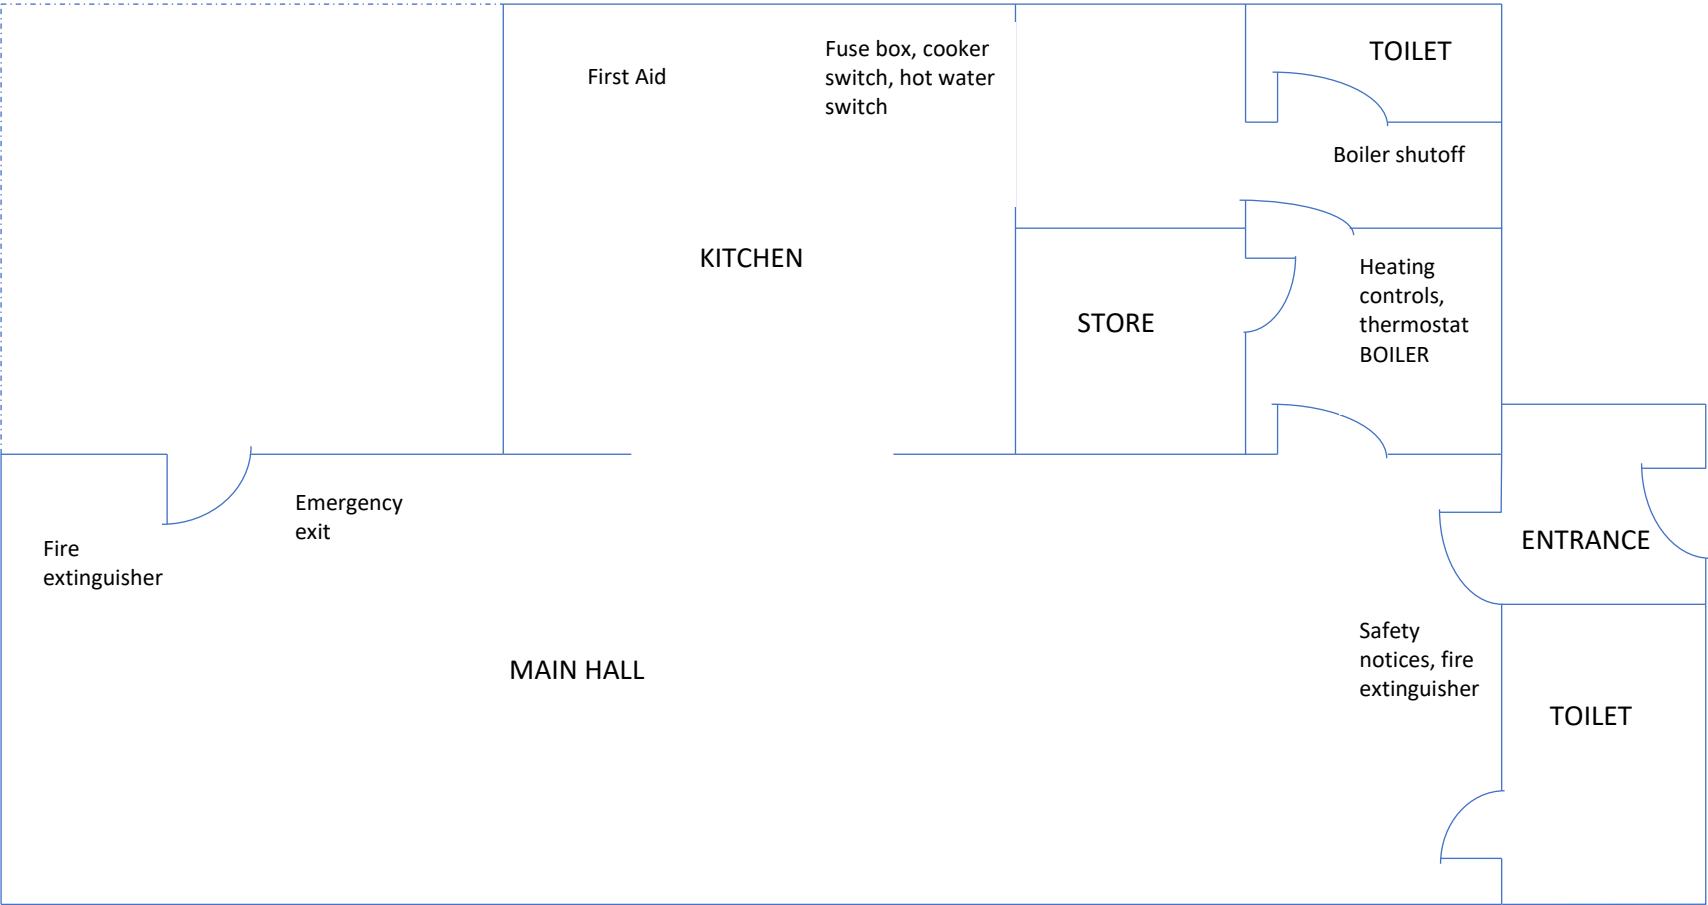 First Aid
Fuse box, cooker
switch, hot water
switch
TOILET
Boiler shutoff
KITCHEN
STORE
Heating
controls,
thermostat
BOILER
Emergency
exit
Fire
extinguisher
ENTRANCE
MAIN HALL
Safety
notices, fire
extinguisher
TOILET